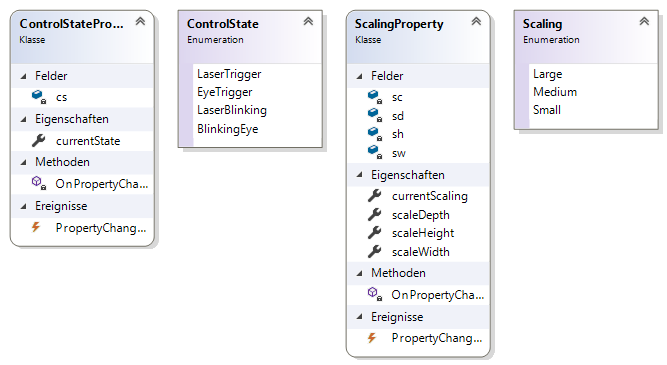 ControlStatePro...
Klasse
Felder
cs
Eigenschaften
currentState
Methoden
OnPropertyCha...
Ereignisse
PropertyChang...
ControlState
Enumeration
LaserTrigger
EyeTrigger
LaserBlinking
BlinkingEye
ScalingProperty
Klasse
Felder
sc
sd
sh
sw
Eigenschaften
currentScaling
scaleDepth
scaleHeight
scaleWidth
Methoden
OnPropertyCha...
Ereignisse
PropertyChang...
Scaling
Enumeration
Large
Medium
Small